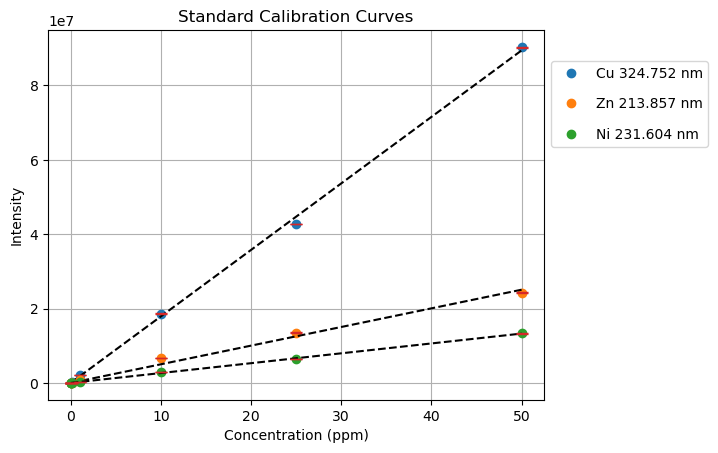 Standard Calibration Curves
1e7
8
6
4
2
0
Intensity
0 10 20 30 40 50
Concentration (ppm)
Cu 324.752 nm
Zn 213.857 nm
Ni 231.604 nm